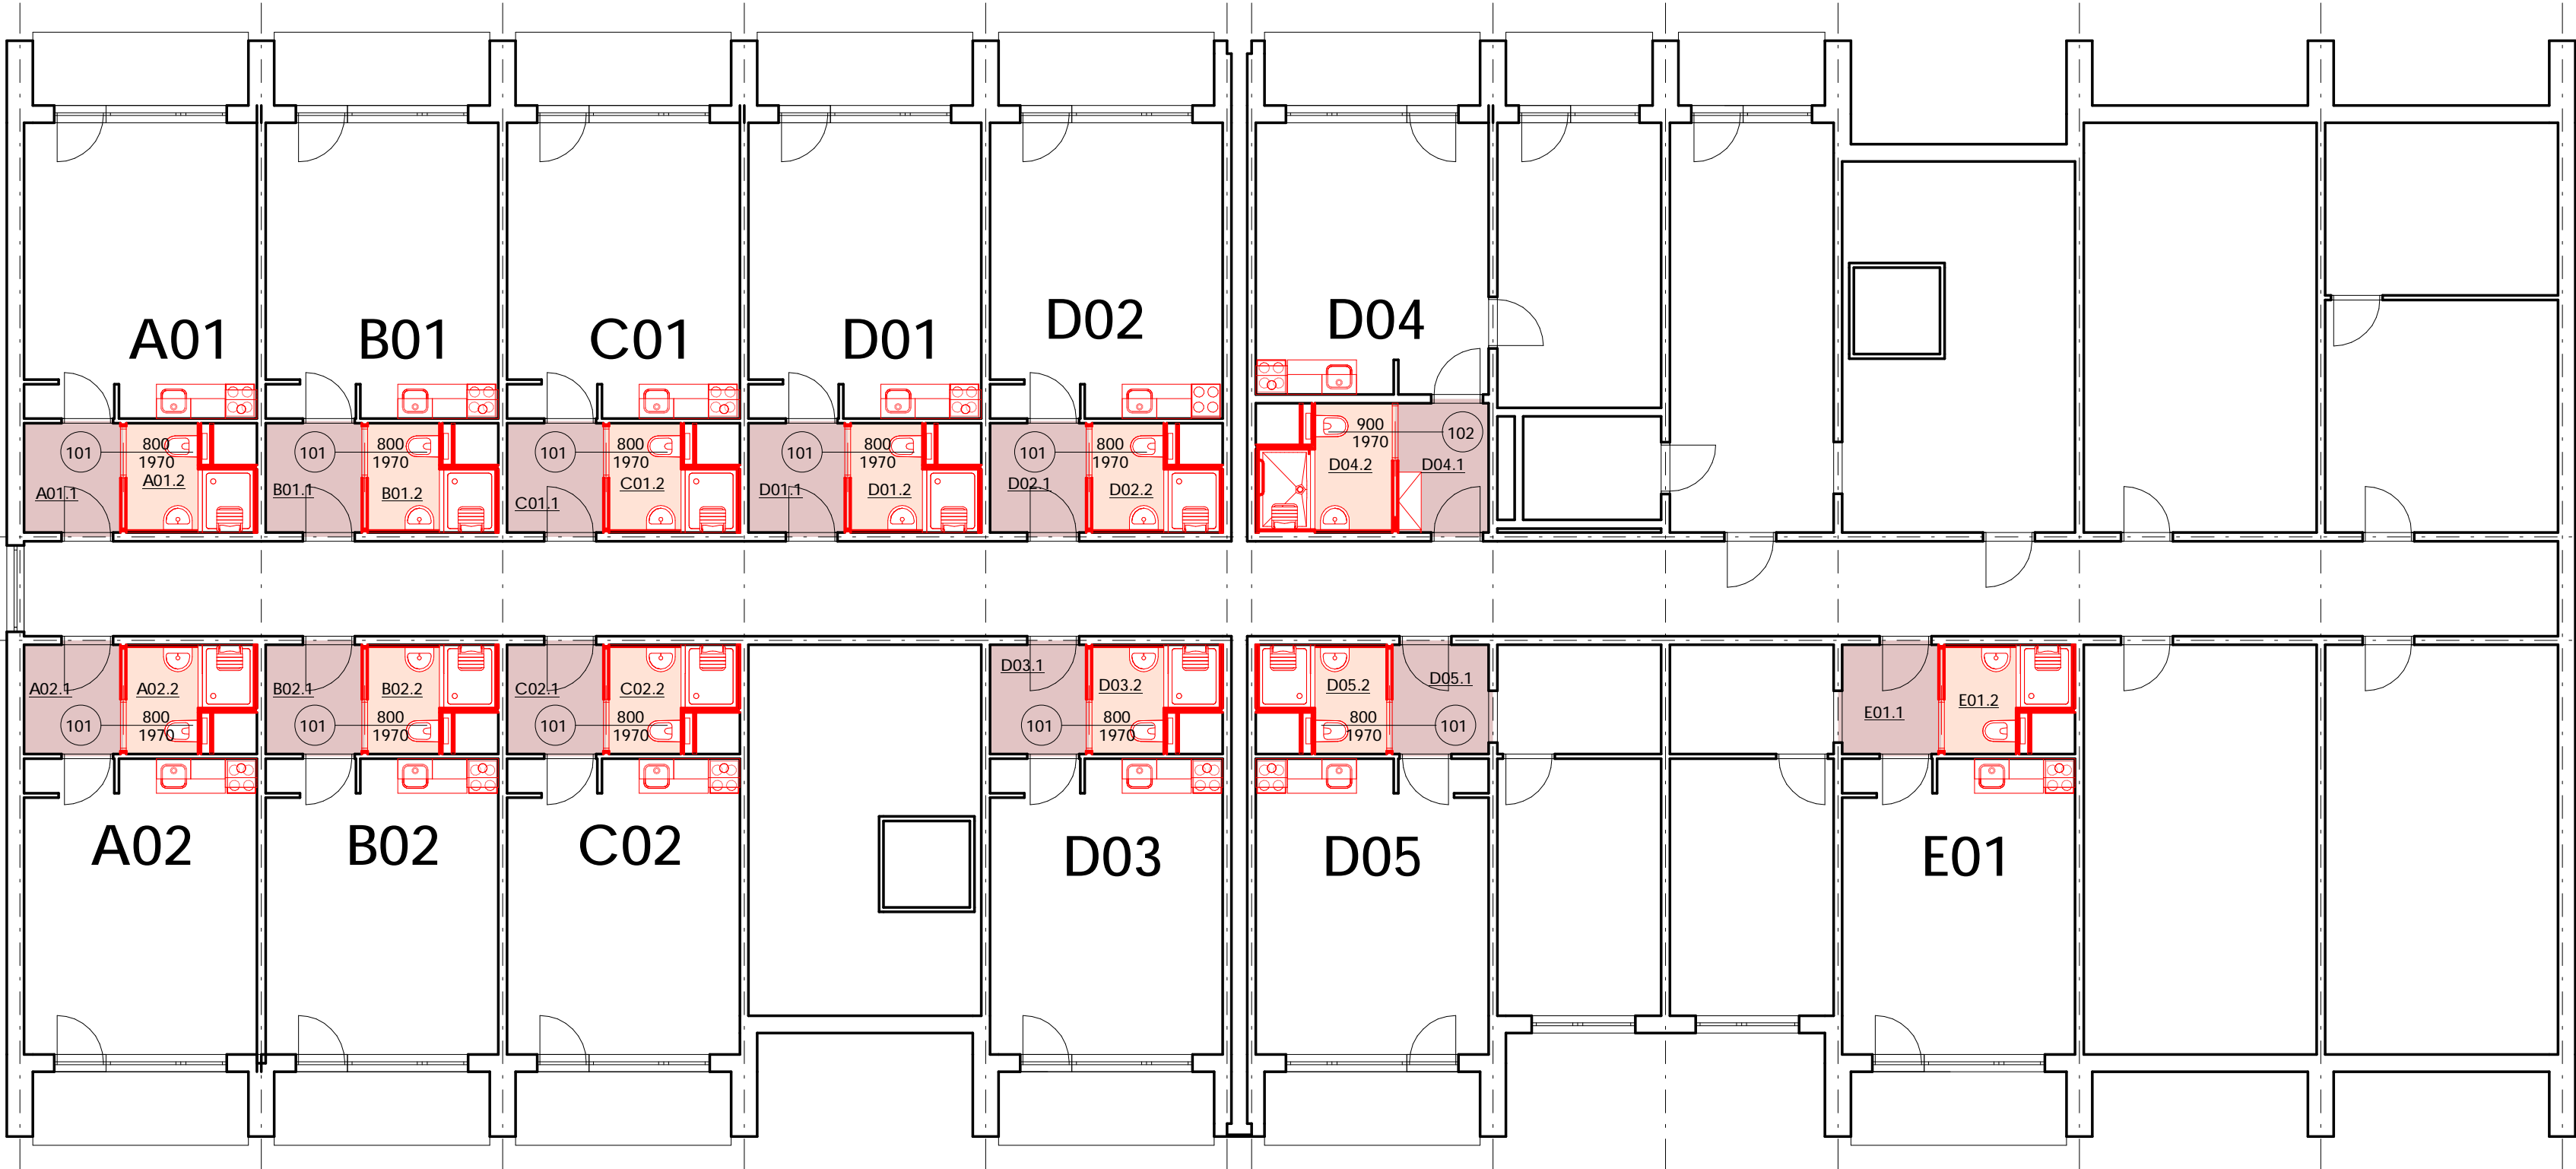 A01
B01
C01
D01
D02
D04
101
800
1970
A01.1
A01.2
101
800
1970
B01.1
B01.2
101
800
1970
C01.1
C01.2
101
800
1970
D01.1
D01.2
101
800
1970
D02.1
D02.2
900
1970
102
D04.2
D04.1
A02.1
A02.2
101
800
1970
B02.1
B02.2
101
800
1970
C02.1
C02.2
101
800
1970
D03.1
D03.2
101
800
1970
D05.2
D05.1
800
1970
101
E01.1
E01.2
A02
B02
C02
D03
D05
E01